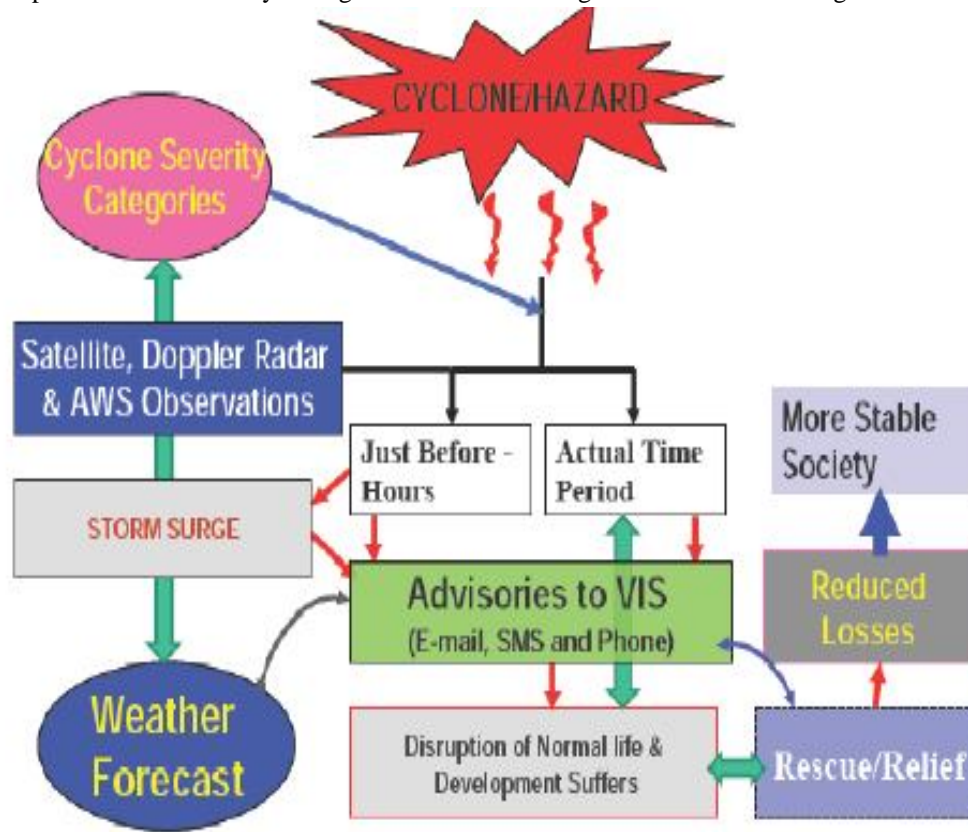 CYCLONE/HAZARD
Cyclone Severity
Categories
Satellite, Doppler Radar
& AWS Observations
Just Before -
Hours
Actual Time
Period
More Stable
Society
STORM SURGE
Advisories to VIS
(E-mail, SMS and Phone)
Reduced
Losses
Weather
Forecast
Disruption of Normal life &
Development Suffers
Rescue/Relief